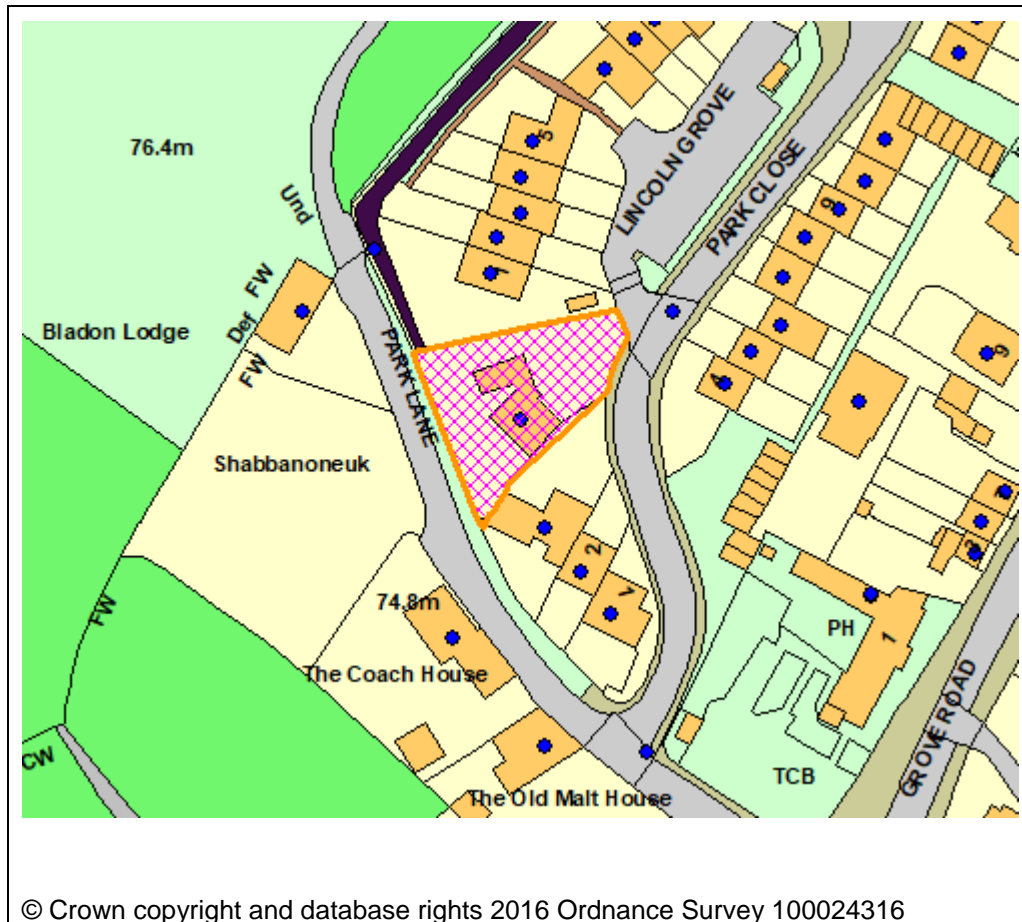 5
LINCOLN GROVE
PARK CLOSE
76.4m
Und
9
1
FW
Def
Bladon Lodge
FW
PARK LANE
4
9
Shabbanoneuk
7
3
2
1
FW
74.8m
PH
1
The Coach House
GROVE ROAD
CW
TCB
The Old Malt House
© Crown copyright and database rights 2016 Ordnance Survey 100024316